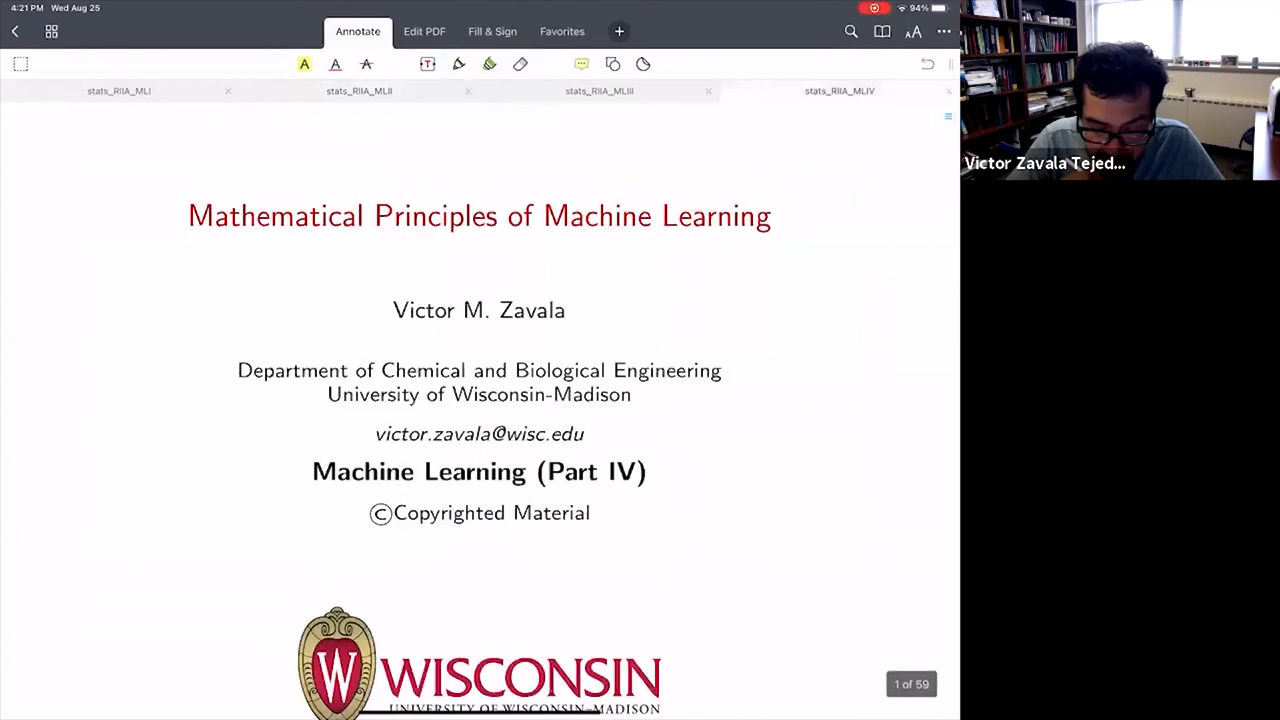 4:21 PM Wed Aug 25
94%
Annotate
Edit PDF
Fill & Sign
Favorites
stats_RIIA_MLI
stats_RIIA_MLII
stats_RIIA_MLIII
stats_RIIA_MLIV
Mathematical Principles of Machine Learning
Victor M. Zavala
Department of Chemical and Biological Engineering
University of Wisconsin-Madison
victor.zavala@wisc.edu
Machine Learning (Part IV)
©Copyrighted Material
W WISCONSIN
UNIVERSITY OF WISCONSIN–MADISON
1 of 59
Victor Zavala Tejed...